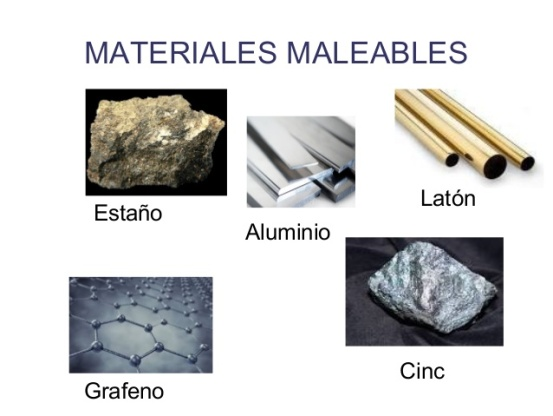 MATERIALES MALEABLES
Estaño
Aluminio
Latón
Grafeno
Cinc